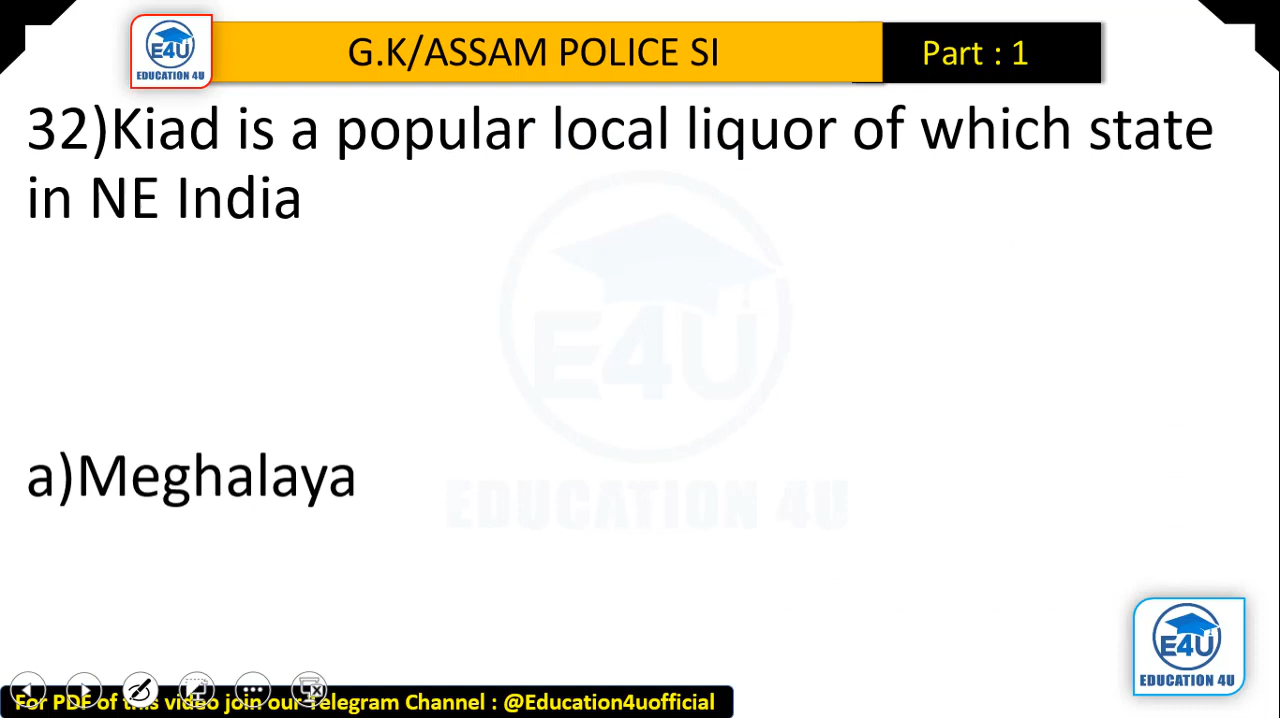 E4U
EDUCATION 4U
G.K/ASSAM POLICE SI
Part : 1
32)Kiad is a popular local liquor of which state
in NE India
E4U
EDUCATION 4U
a)Meghalaya
E4U
EDUCATION 4U
For PDF of this video join our Telegram Channel : @Education4uofficial